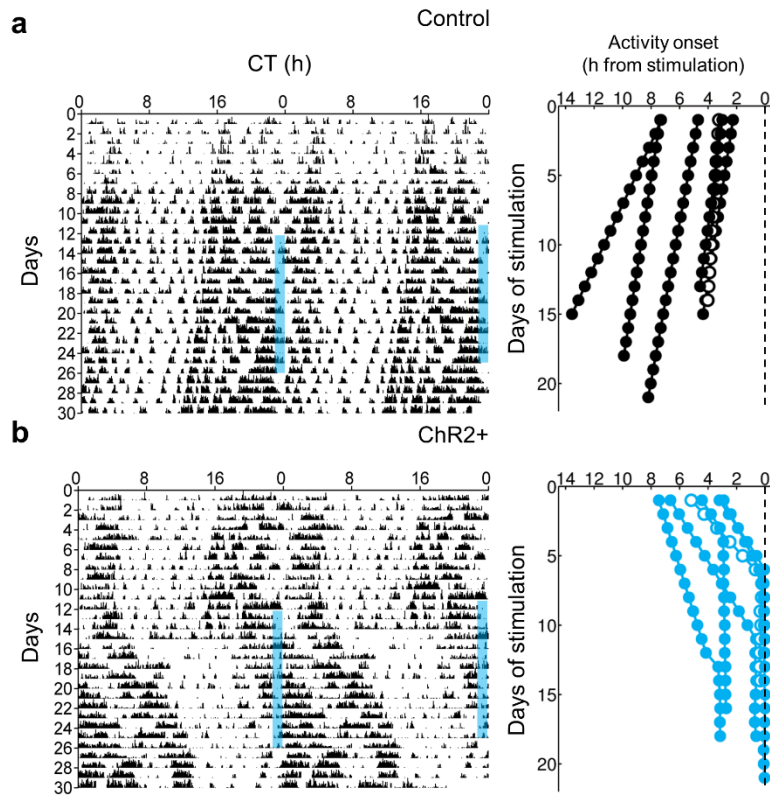 a
Control
CT (h)
0 8 16 0 8 16 0
0
2
4
6
8
10
12
14
16
18
20
22
24
26
28
30
Days
Activity onset
(h from stimulation)
14 10 8 6 4 2 0
0
5
10
15
20
Days of stimulation
b
ChR2+
0 8 16 0 8 16 0
0
2
4
6
8
10
12
14
16
18
20
22
24
26
28
30
Days
14 10 8 6 4 2 0
0
5
10
15
20
Days of stimulation